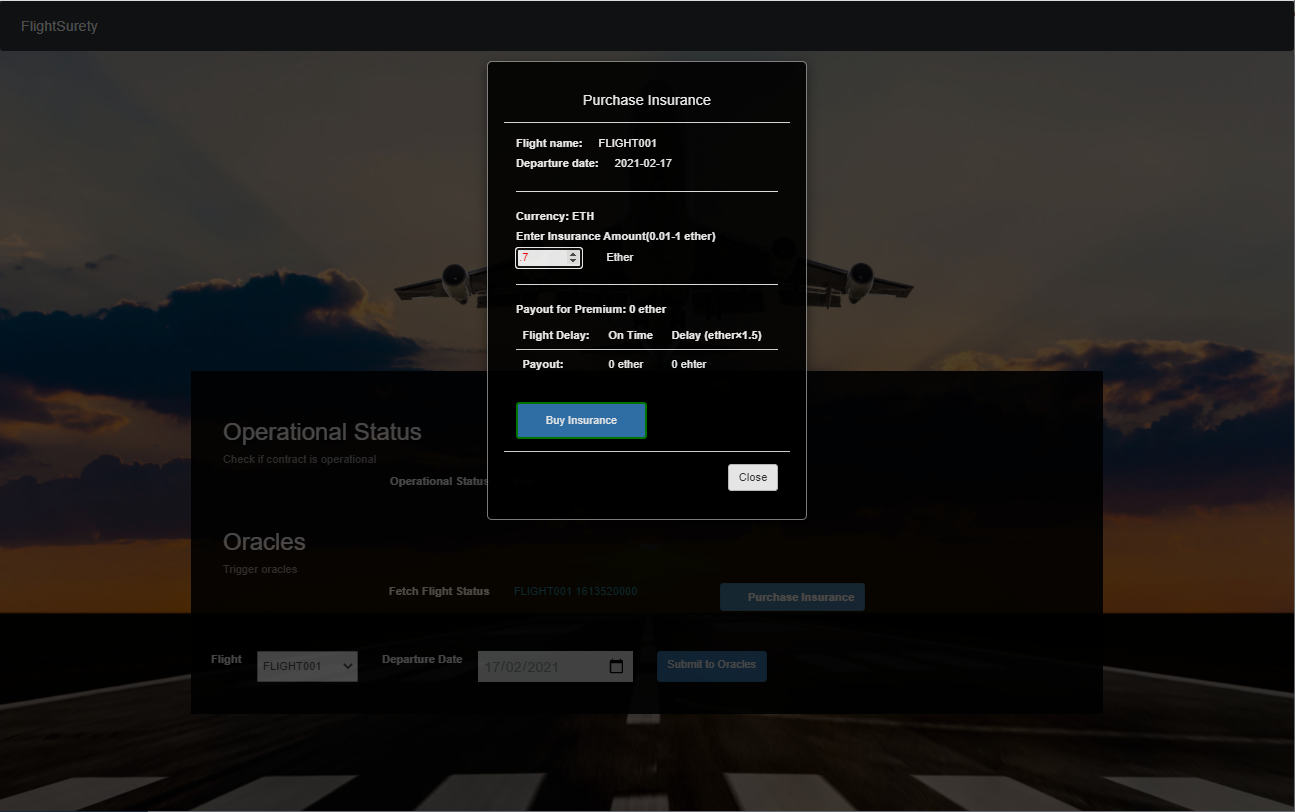 FlightSurety
Purchase Insurance
Flight name: FLIGHT001
Departure date: 2021-02-17
Currency: ETH
Enter Insurance Amount(0.01-1 ether)
.7 Ether
Payout for Premium: 0 ether
Flight Delay: On Time Delay (ether×1.5)
Payout: 0 ether 0 ehter
Buy Insurance
Close
Operational Status
Check if contract is operational
Operational Status
Oracles
Trigger oracles
Fetch Flight Status FLIGHT001 1613520000 Purchase Insurance
Flight FLIGHT001 Departure Date 17/02/2021 Submit to Oracles